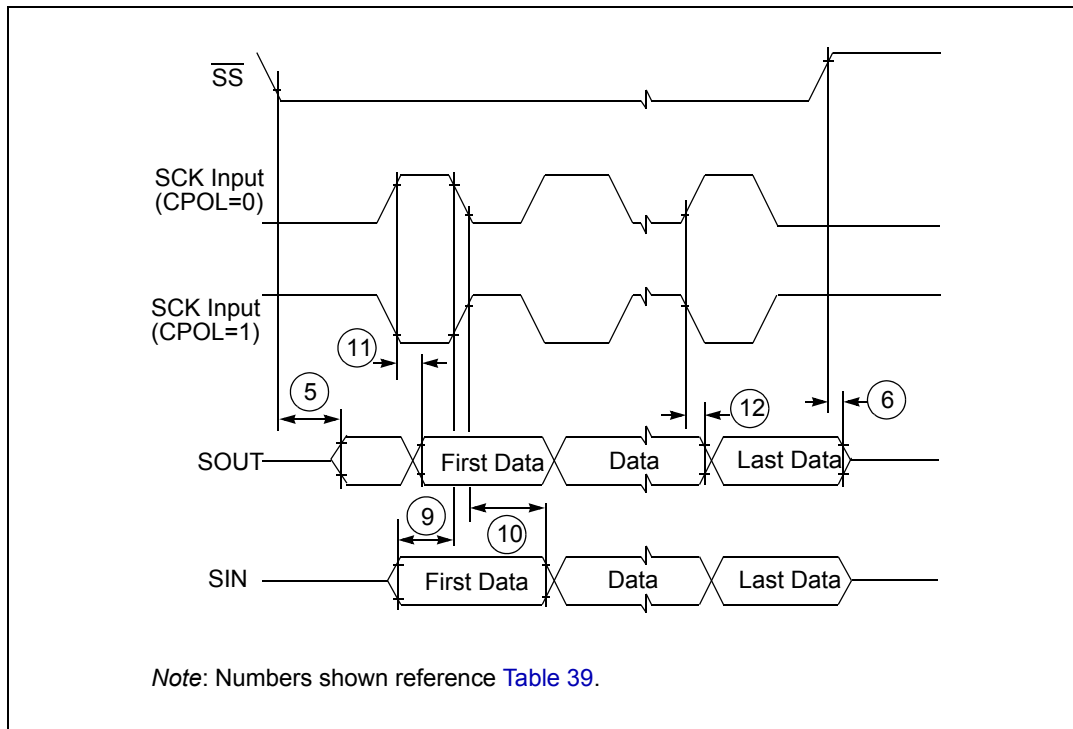 SS
SCK Input
(CPOL=0)
SCK Input
(CPOL=1)
11
5
12
6
SOUT
First Data
Data
Last Data
9
10
SIN
First Data
Data
Last Data
Note: Numbers shown reference Table 39.